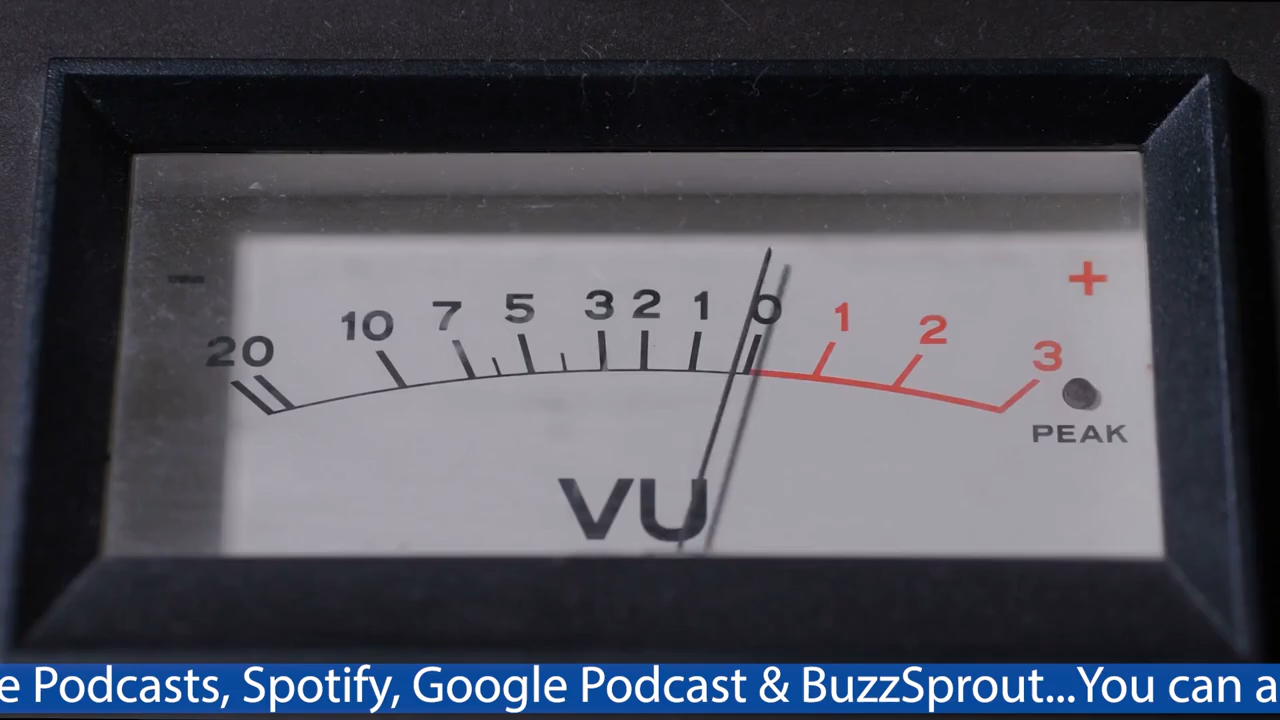 - +
20 10 7 5 3 2 1 0 1 2 3
PEAK
VU
e Podcasts, Spotify, Google Podcast & BuzzSprout...You can a